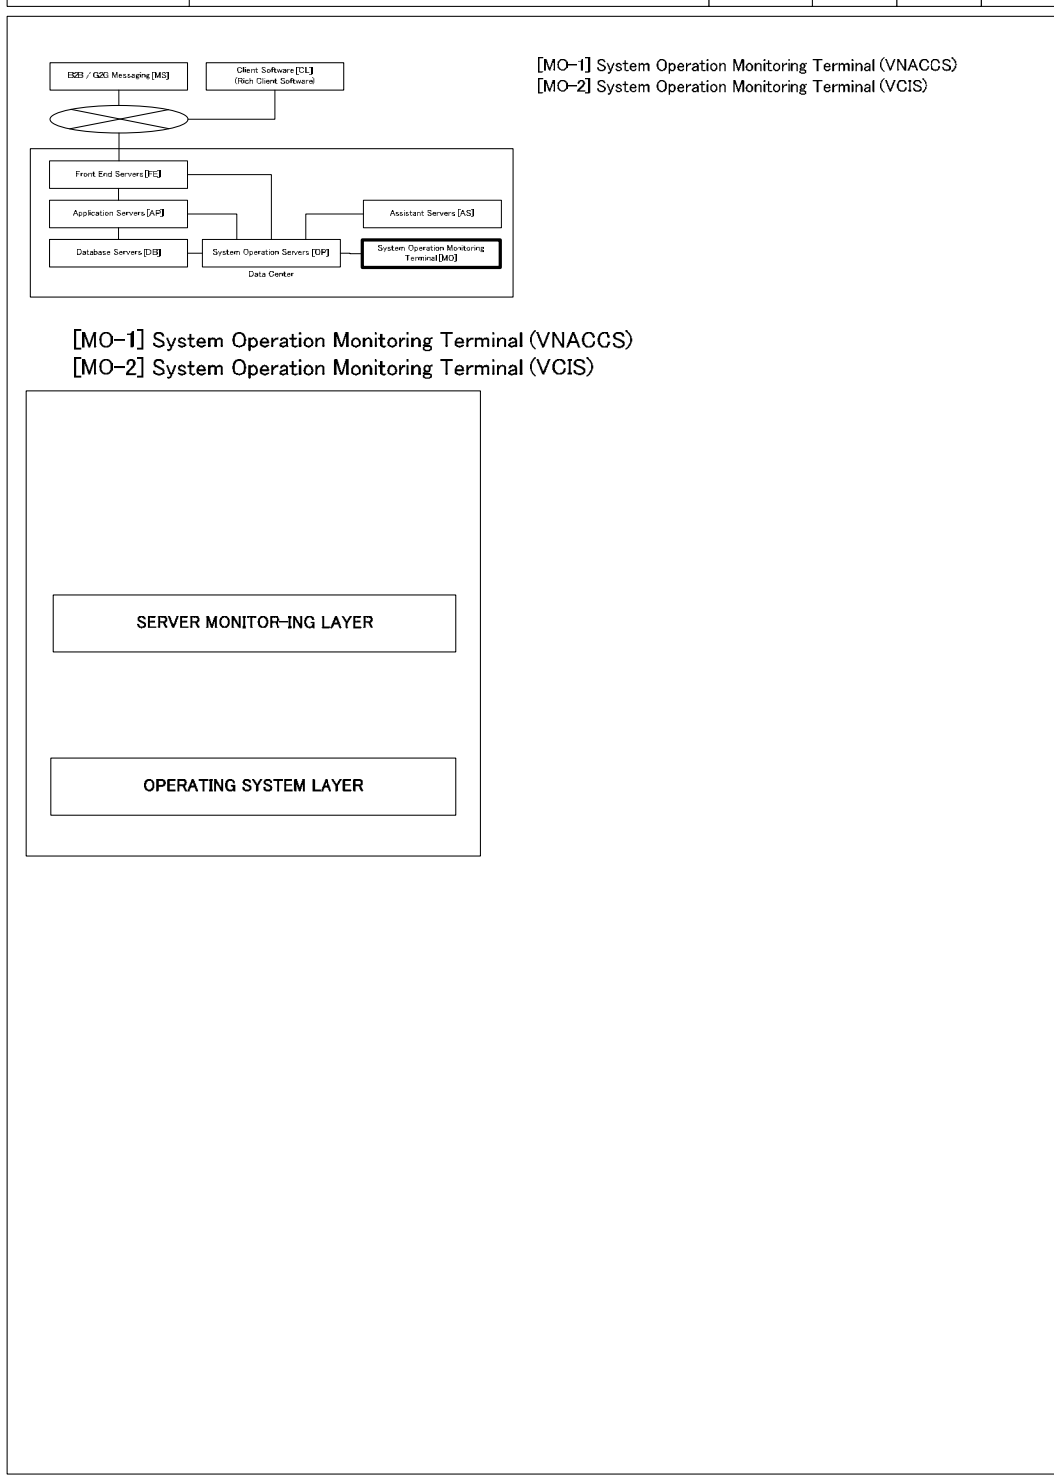 B2B / G2G Messaging [MS]
Client Software [CL]
(Rich Client Software)
[MO-1] System Operation Monitoring Terminal (VNACCS)
[MO-2] System Operation Monitoring Terminal (VCIS)
Front End Servers [FE]
Application Servers [AP]
Assistant Servers [AS]
Database Servers [DB]
System Operation Servers [OP]
System Operation Monitoring
Terminal [MO]
Data Center
[MO-1] System Operation Monitoring Terminal (VNACCS)
[MO-2] System Operation Monitoring Terminal (VCIS)
SERVER MONITOR-ING LAYER
OPERATING SYSTEM LAYER